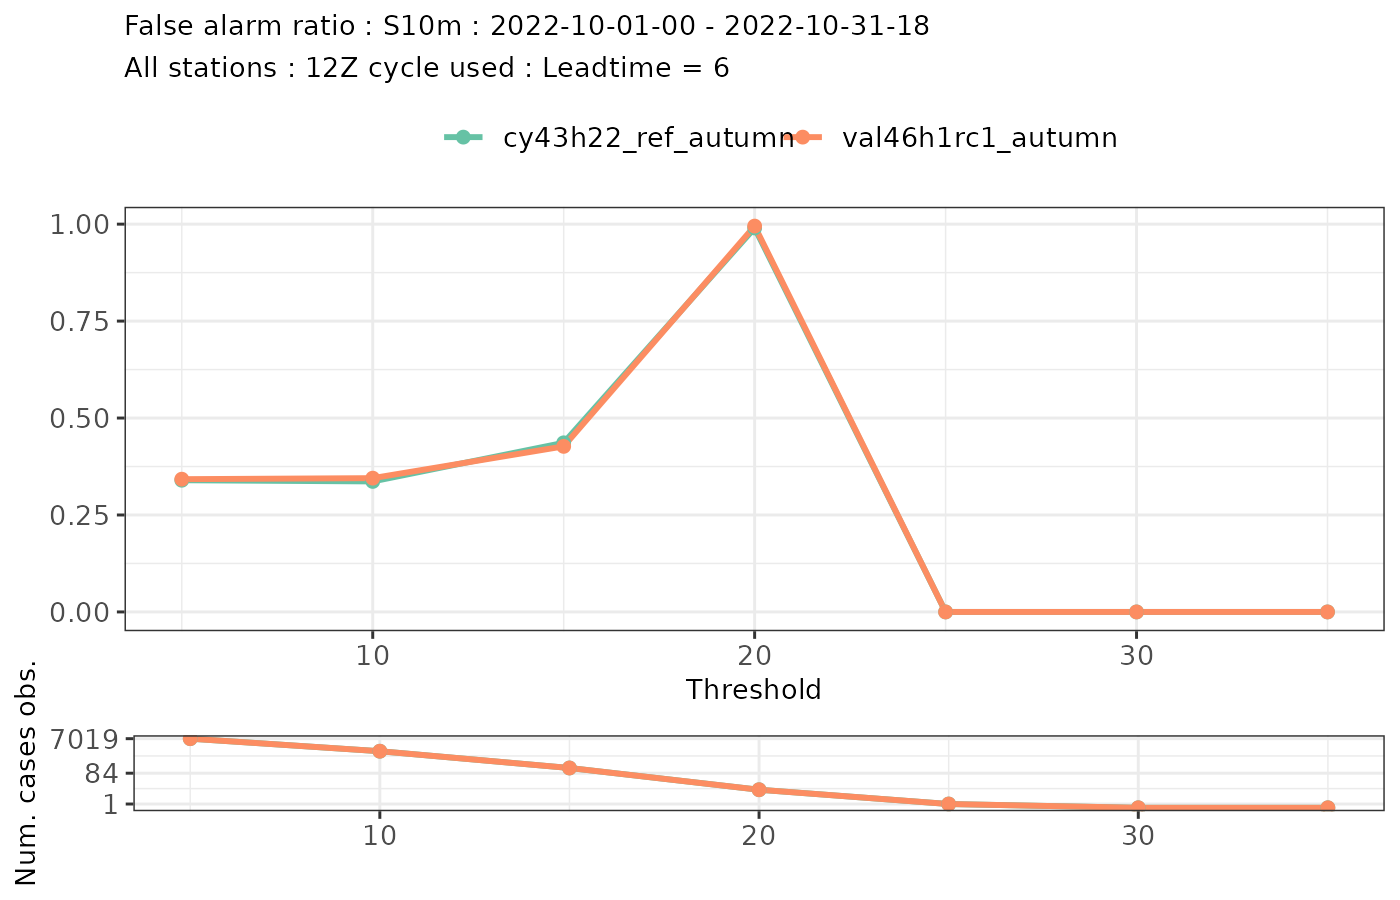 False alarm ratio : S10m : 2022-10-01-00 - 2022-10-31-18
All stations : 12Z cycle used : Leadtime = 6
cy43h22_ref_autumn val46h1rc1_autumn
1.00
0.75
0.50
0.25
0.00
10 20 30
Threshold
Num. cases obs.
7019
84
1
10 20 30